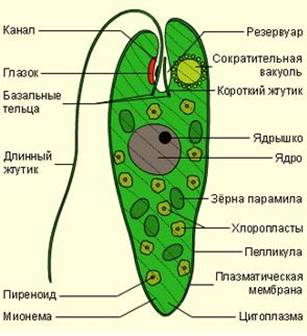 Канал
Глазок
Базальные
тельца
Длинный
жгутик
Пиреноид
Мионема
Резервуар
Сократительная
вакуоль
Короткий жгутик
Ядрышко
Ядро
Зёрна парамила
Хлоропласты
Пелликула
Плазматическая
мембрана
Цитоплазма